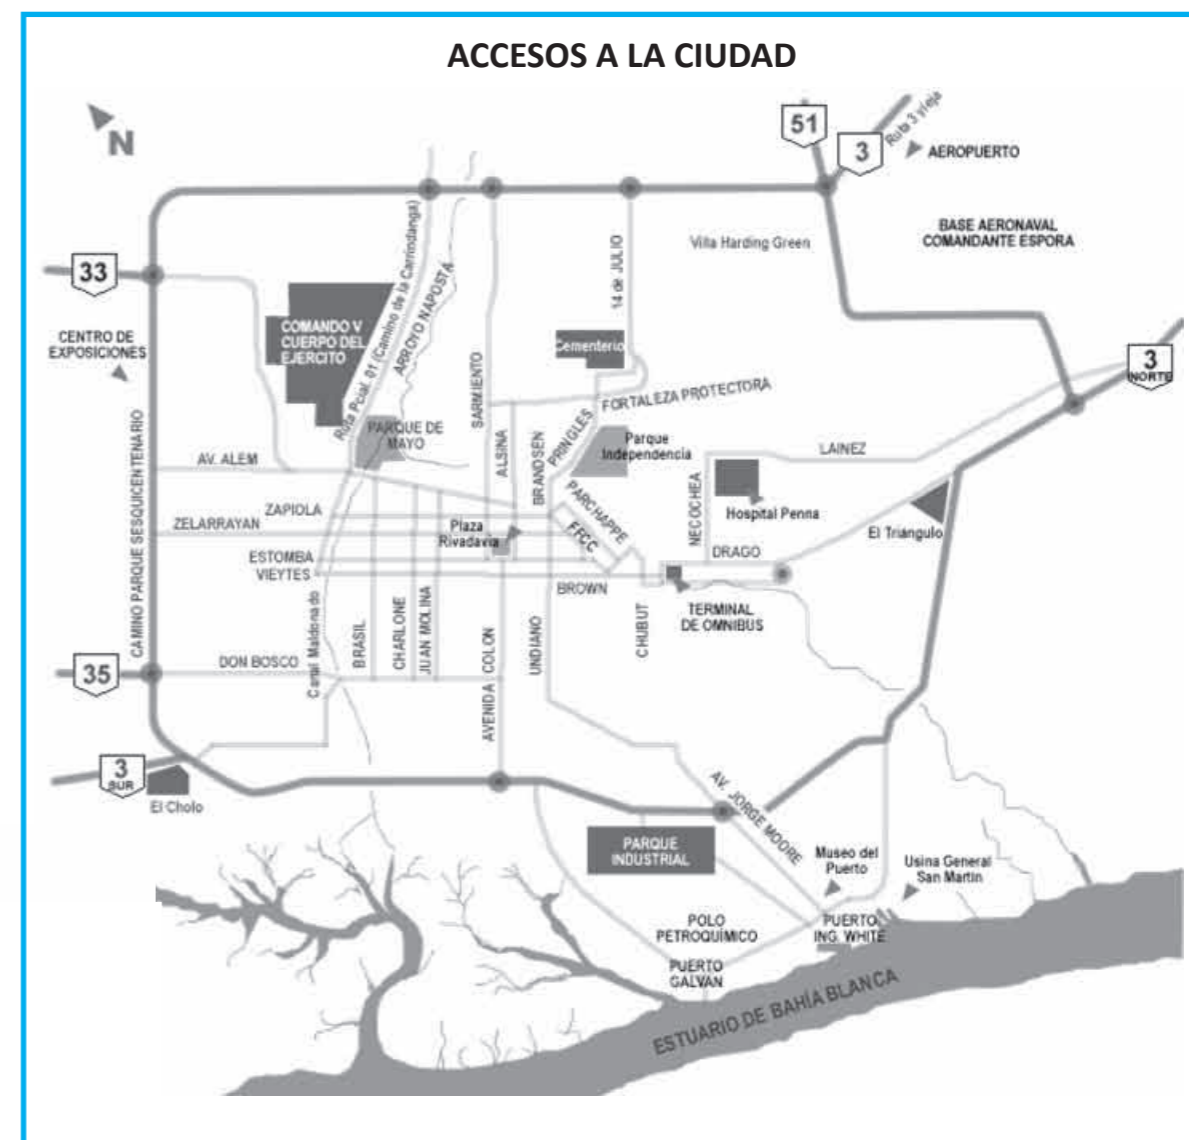 ACCESOS A LA CIUDAD
N
51
3
Ruta 3 vieja
AEROPUERTO
BASE AERONAVAL
COMANDANTE ESPORA
Villa Harding Green
33
CENTRO DE
EXPOSICIONES
COMANDO V
CUERPO DEL
EJERCITO
Ruta Pcial. 01 (Camino de la Carrindanga)
ARROYO NAPOSTA
14 de JULIO
Cementerio
3
NORTE
SARMIENTO
FORTALEZA PROTECTORA
PARQUE DE
MAYO
ALSINA
BRANDSEN
PRINGLES
Parque
Independencia
LAINEZ
CAMINO PARQUE SESQUICENTENARIO
AV. ALEM
ZAPIOLA
ZELARRAYAN
Plaza
Rivadavia
PARCHAPPE
FFCC
NECOCHEA
Hospital Penna
El Triángulo
DRAGO
ESTOMBA
VIEYTES
BROWN
TERMINAL
DE OMNIBUS
Canal Maldonado
BRASIL
CHARLONE
JUAN MOLINA
AVENIDA COLON
UNDIANO
CHUBUT
35
DON BOSCO
3
SUR
El Cholo
AV. JORGE MOORE
PARQUE
INDUSTRIAL
Museo del
Puerto
Usina General
San Martin
POLO
PETROQUÍMICO
PUERTO
ING. WHITE
PUERTO
GALVAN
ESTUARIO DE BAHÍA BLANCA